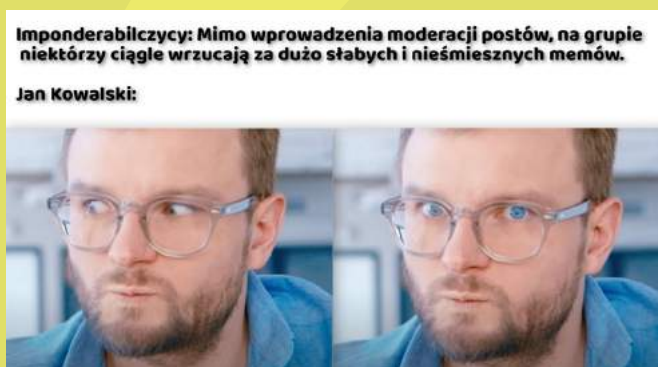 Imponderabilczycy: Mimo wprowadzenia moderacji postów, na grupie
niektórzy ciągle wrzucają za dużo słabych i nieśmiesznych memów.
Jan Kowalski: